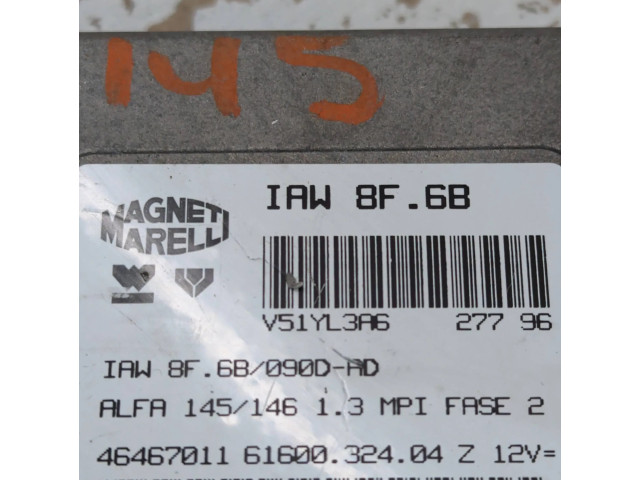 145
IAW 8F.6B
MAGNETI
MARELLI
V51YL3A6 277 96
IAW 8F.6B/090D-AD
ALFA 145/146 1.3 MPI FASE 2
46467011 61600.324.04 Z 12V=